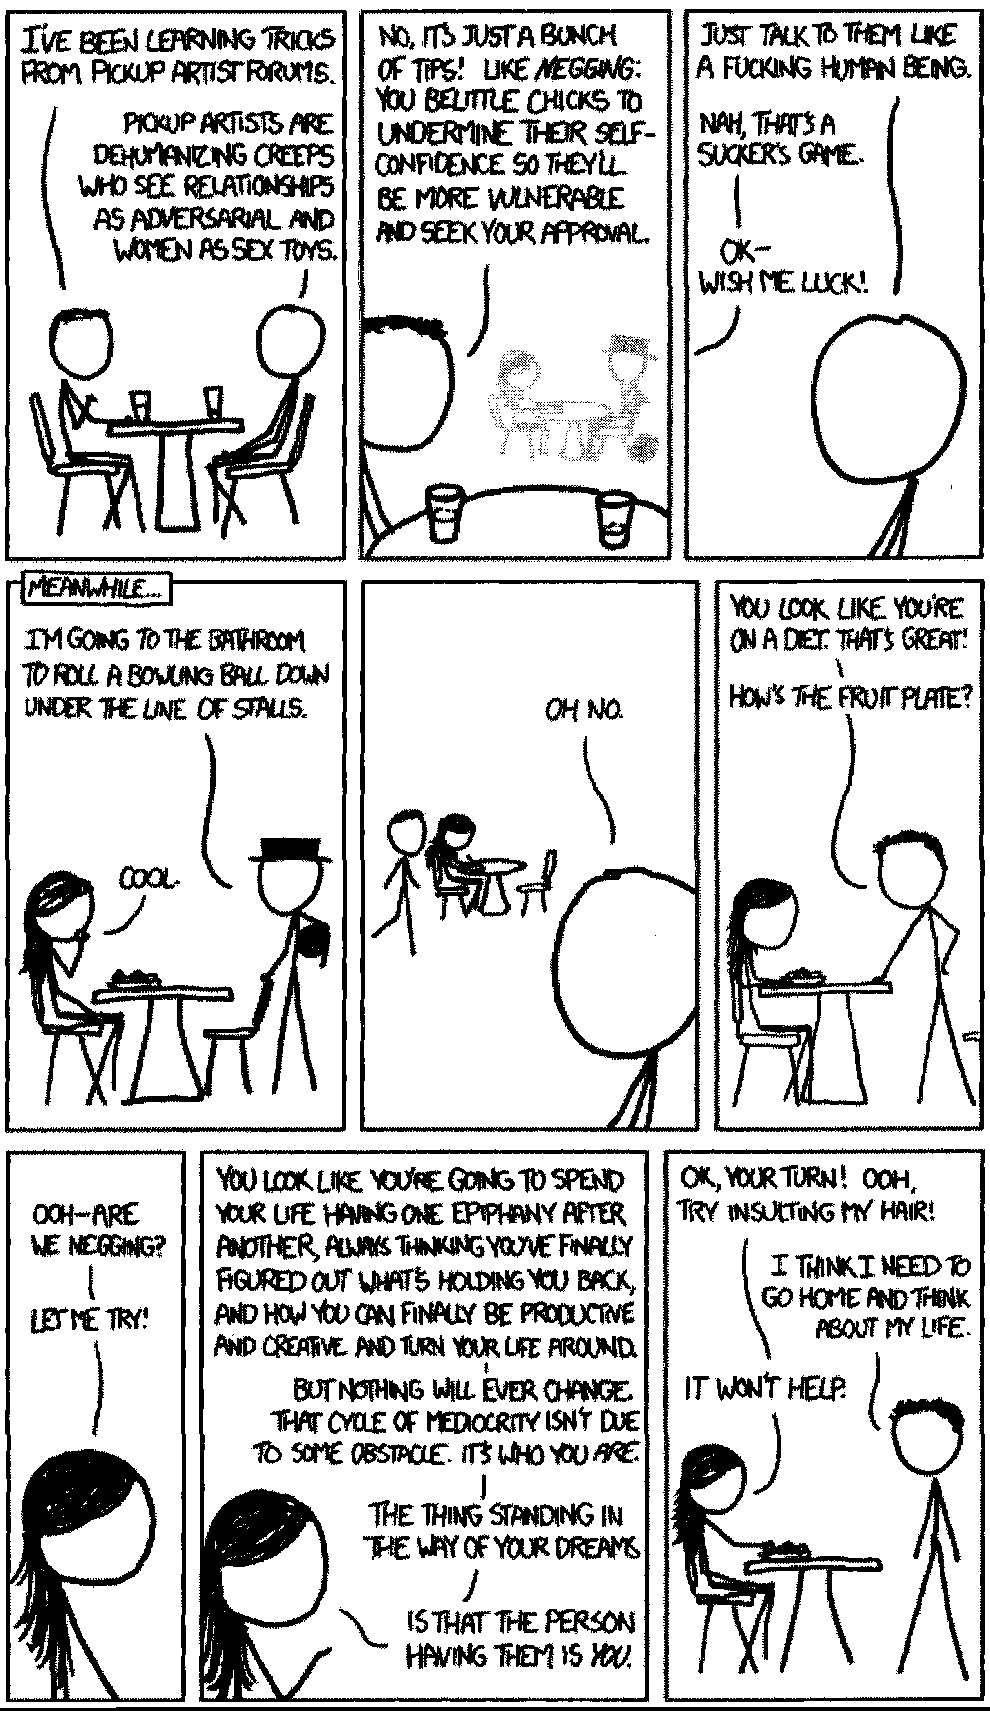 I'VE BEEN LEARNING TRICKS
FROM PICKUP ARTIST FORUMS.
PICKUP ARTISTS ARE
DEHUMANIZING CREEPS
WHO SEE RELATIONSHIPS
AS ADVERSARIAL AND
WOMEN AS SEX TOYS.
NO, IT'S JUST A BUNCH
OF TIPS! LIKE NEGGING:
YOU BELITTLE CHICKS TO
UNDERMINE THEIR SELF-
CONFIDENCE SO THEY'LL
BE MORE VULNERABLE
AND SEEK YOUR APPROVAL.
JUST TALK TO THEM LIKE
A FUCKING HUMAN BEING.
NAH, THAT'S A
SUCKER'S GAME.
OK—
WISH ME LUCK!
MEANWHILE...
I'M GOING TO THE BATHROOM
TO ROLL A BOWLING BALL DOWN
UNDER THE LINE OF STALLS.
COOL.
OH NO.
YOU LOOK LIKE YOU'RE
ON A DIET. THAT'S GREAT!
HOW'S THE FRUIT PLATE?
OOH—ARE
WE NEGGING?
LET ME TRY!
YOU LOOK LIKE YOU'RE GOING TO SPEND
YOUR LIFE HAVING ONE EPIPHANY AFTER
ANOTHER, ALWAYS THINKING YOU'VE FINALLY
FIGURED OUT WHAT'S HOLDING YOU BACK,
AND HOW YOU CAN FINALLY BE PRODUCTIVE
AND CREATIVE AND TURN YOUR LIFE AROUND.
BUT NOTHING WILL EVER CHANGE.
THAT CYCLE OF MEDIOCRITY ISN'T DUE
TO SOME OBSTACLE. IT'S WHO YOU ARE.
THE THING STANDING IN
THE WAY OF YOUR DREAMS
IS THAT THE PERSON
HAVING THEM IS YOU.
OK, YOUR TURN! OOH,
TRY INSULTING MY HAIR!
I THINK I NEED TO
GO HOME AND THINK
ABOUT MY LIFE.
IT WON'T HELP.